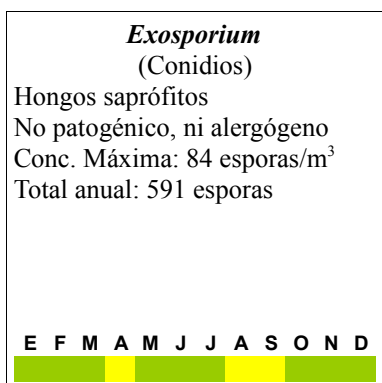 Exosporium
(Conidios)
Hongos saprófitos
No patogénico, ni alergógeno
Conc. Máxima: 84 esporas/m³
Total anual: 591 esporas
E F M A M J J A S O N D